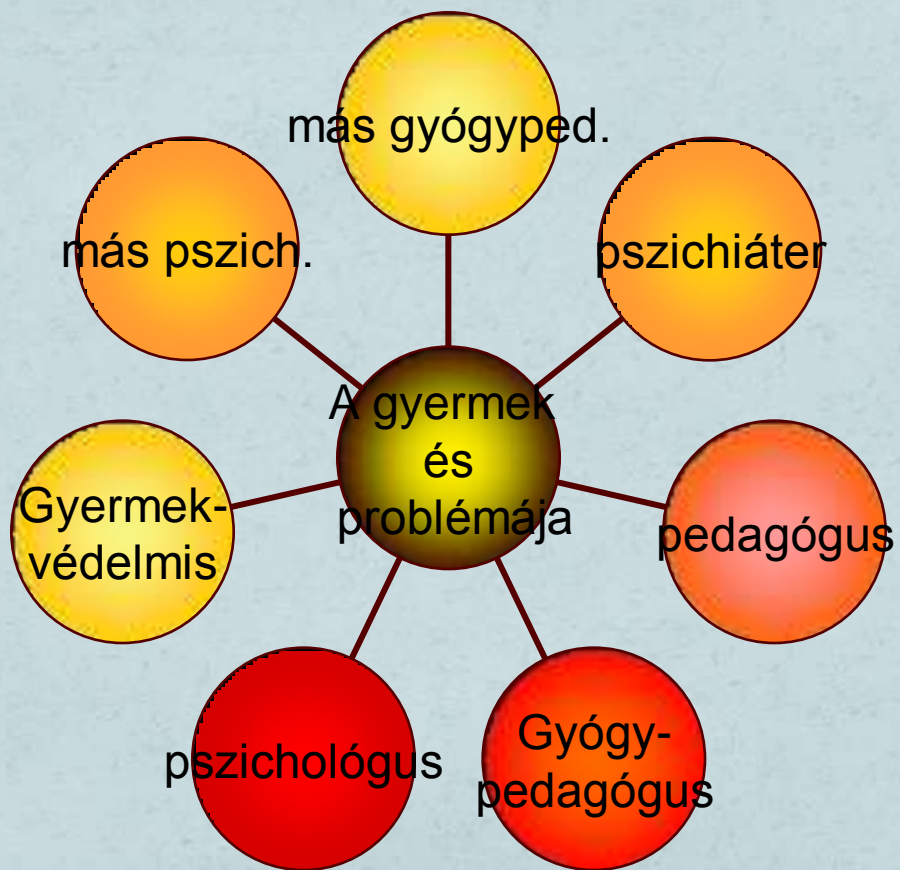 más gyógyped.
más pszich.
pszichiáter
A gyermek
és
problémája
Gyermek-
védelmis
pedagógus
pszichológus
Gyógy-
pedagógus